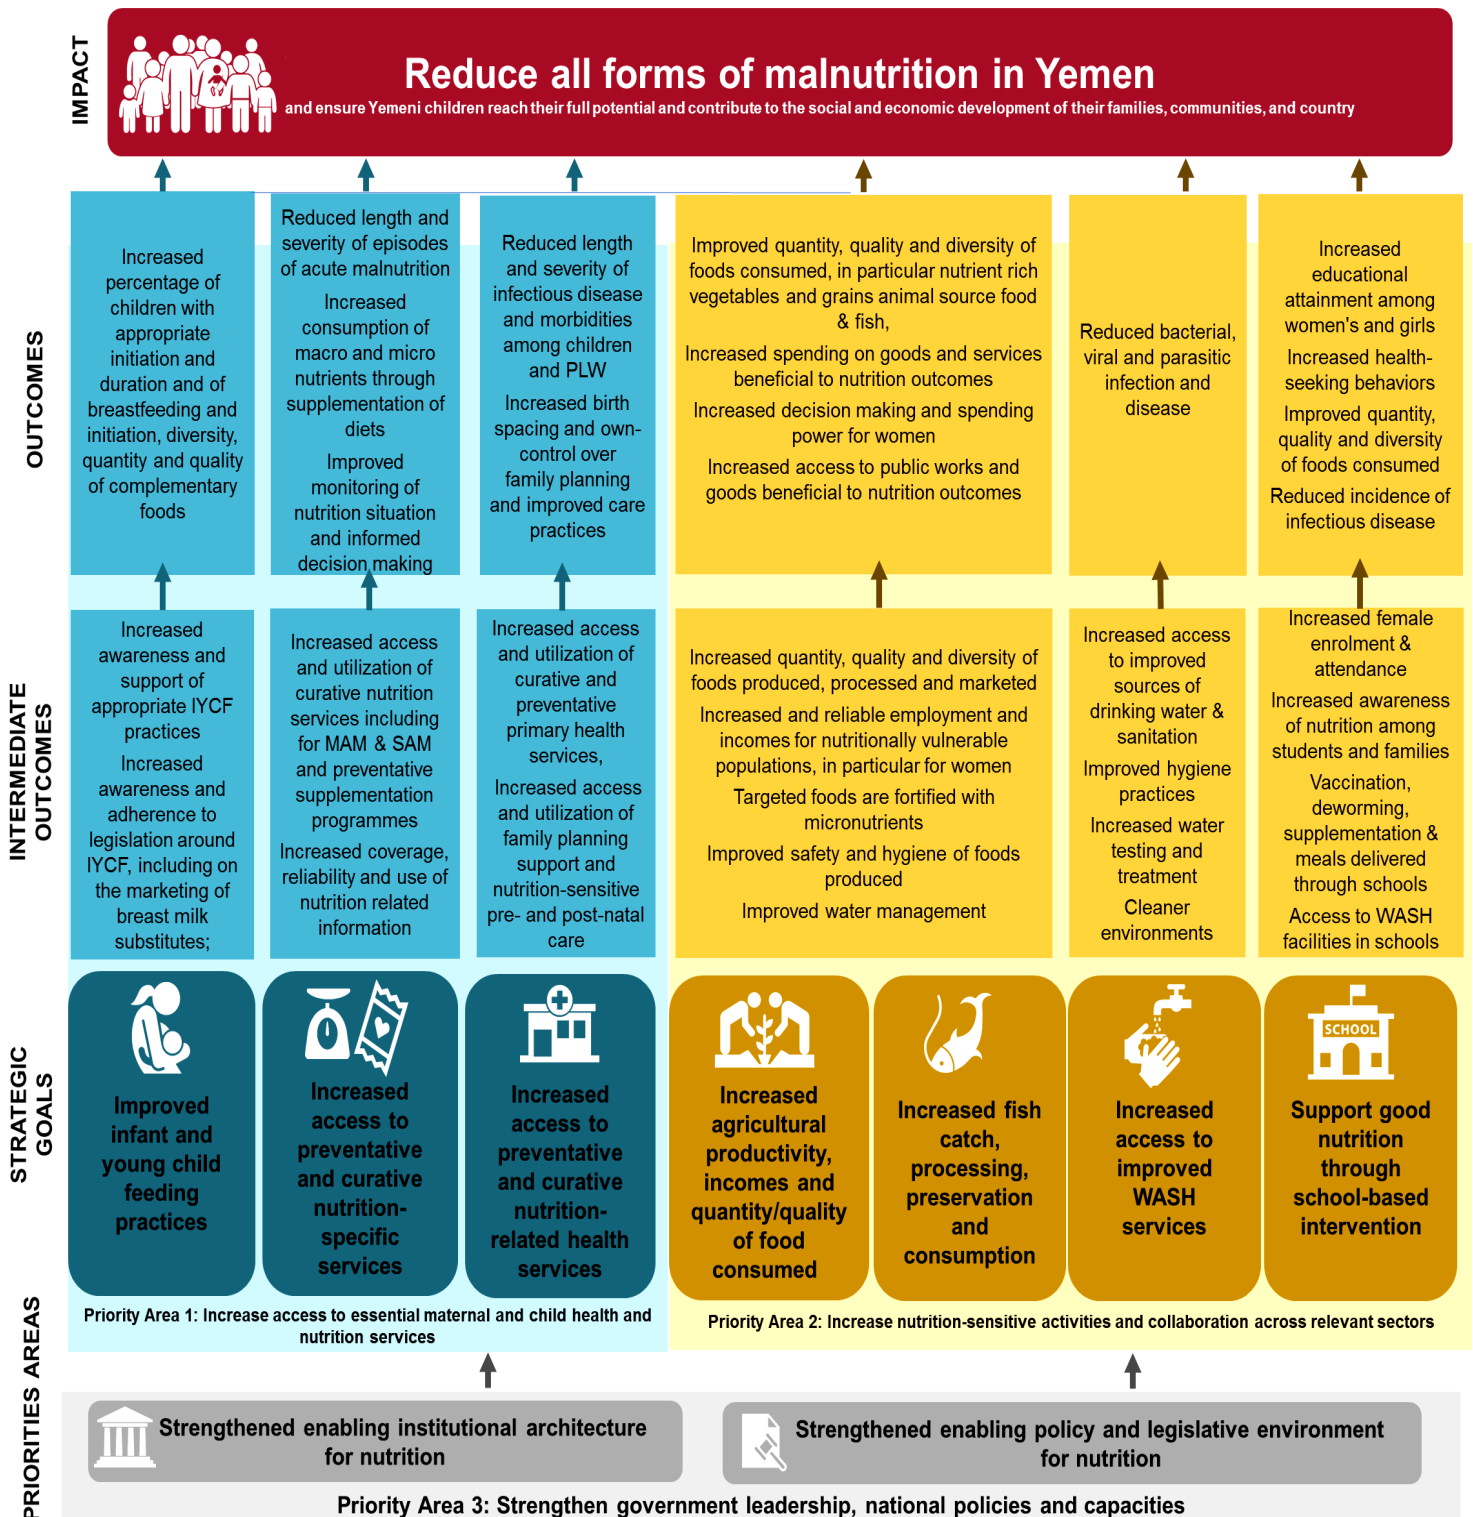 IMPACT
Reduce all forms of malnutrition in Yemen
and ensure Yemeni children reach their full potential and contribute to the social and economic development of their families, communities, and country
OUTCOMES
Increased
percentage of
children with
appropriate
initiation and
duration and of
breastfeeding and
initiation, diversity,
quantity and quality
of complementary
foods
Reduced length and
severity of episodes
of acute malnutrition
Increased
consumption of
macro and micro
nutrients through
supplementation of
diets
Improved
monitoring of
nutrition situation
and informed
decision making
Reduced length
and severity of
infectious disease
and morbidities
among children
and PLW
Increased birth
spacing and own-
control over
family planning
and improved care
practices
Improved quantity, quality and diversity of
foods consumed, in particular nutrient rich
vegetables and grains animal source food
& fish,
Increased spending on goods and services
beneficial to nutrition outcomes
Increased decision making and spending
power for women
Increased access to public works and
goods beneficial to nutrition outcomes
Reduced bacterial,
viral and parasitic
infection and
disease
Increased
educational
attainment among
women's and girls
Increased health-
seeking behaviors
Improved quantity,
quality and diversity
of foods consumed
Reduced incidence of
infectious disease
INTERMEDIATE
OUTCOMES
Increased
awareness and
support of
appropriate IYCF
practices
Increased
awareness and
adherence to
legislation around
IYCF, including on
the marketing of
breast milk
substitutes;
Increased access
and utilization of
curative nutrition
services including
for MAM & SAM
and preventative
supplementation
programmes
Increased coverage,
reliability and use of
nutrition related
information
Increased access
and utilization of
curative and
preventative
primary health
services,
Increased access
and utilization of
family planning
support and
nutrition-sensitive
pre- and post-natal
care
Increased quantity, quality and diversity of
foods produced, processed and marketed
Increased and reliable employment and
incomes for nutritionally vulnerable
populations, in particular for women
Targeted foods are fortified with
micronutrients
Improved safety and hygiene of foods
produced
Improved water management
Increased access
to improved
sources of
drinking water &
sanitation
Improved hygiene
practices
Increased water
testing and
treatment
Cleaner
environments
Increased female
enrolment &
attendance
Increased awareness
of nutrition among
students and families
Vaccination,
deworming,
supplementation &
meals delivered
through schools
Access to WASH
facilities in schools
STRATEGIC
GOALS
Improved
infant and
young child
feeding
practices
Increased
access to
preventative
and curative
nutrition-
specific
services
Increased
access to
preventative
and curative
nutrition-
related health
services
Increased
agricultural
productivity,
incomes and
quantity/quality
of food
consumed
Increased fish
catch,
processing,
preservation
and
consumption
Increased
access to
improved
WASH
services
SCHOOL
Support good
nutrition
through
school-based
intervention
PRIORITIES AREAS
Priority Area 1: Increase access to essential maternal and child health and
nutrition services
Priority Area 2: Increase nutrition-sensitive activities and collaboration across relevant sectors
Strengthened enabling institutional architecture
for nutrition
Strengthened enabling policy and legislative environment
for nutrition
Priority Area 3: Strengthen government leadership, national policies and capacities